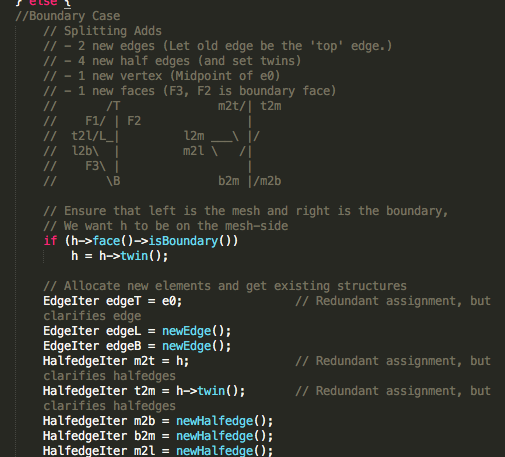 } else {
//Boundary Case
// Splitting Adds
// - 2 new edges (Let old edge be the 'top' edge.)
// - 4 new half edges (and set twins)
// - 1 new vertex (Midpoint of e0)
// - 1 new faces (F3, F2 is boundary face)
//       /T              m2t/| t2m
//    F1/ | F2               |
//  t2l/L_|         l2m ___\ |/
//  l2b\  |         m2l \   /|
//    F3\ |                  |
//       \B              b2m |/m2b
// Ensure that left is the mesh and right is the boundary,
// We want h to be on the mesh-side
if (h->face()->isBoundary())
h = h->twin();
// Allocate new elements and get existing structures
EdgeIter edgeT = e0;              // Redundant assignment, but
clarifies edge
EdgeIter edgeL = newEdge();
EdgeIter edgeB = newEdge();
HalfedgeIter m2t = h;             // Redundant assignment, but
clarifies halfedges
HalfedgeIter t2m = h->twin();     // Redundant assignment, but
clarifies halfedges
HalfedgeIter m2b = newHalfedge();
HalfedgeIter b2m = newHalfedge();
HalfedgeIter m2l = newHalfedge();